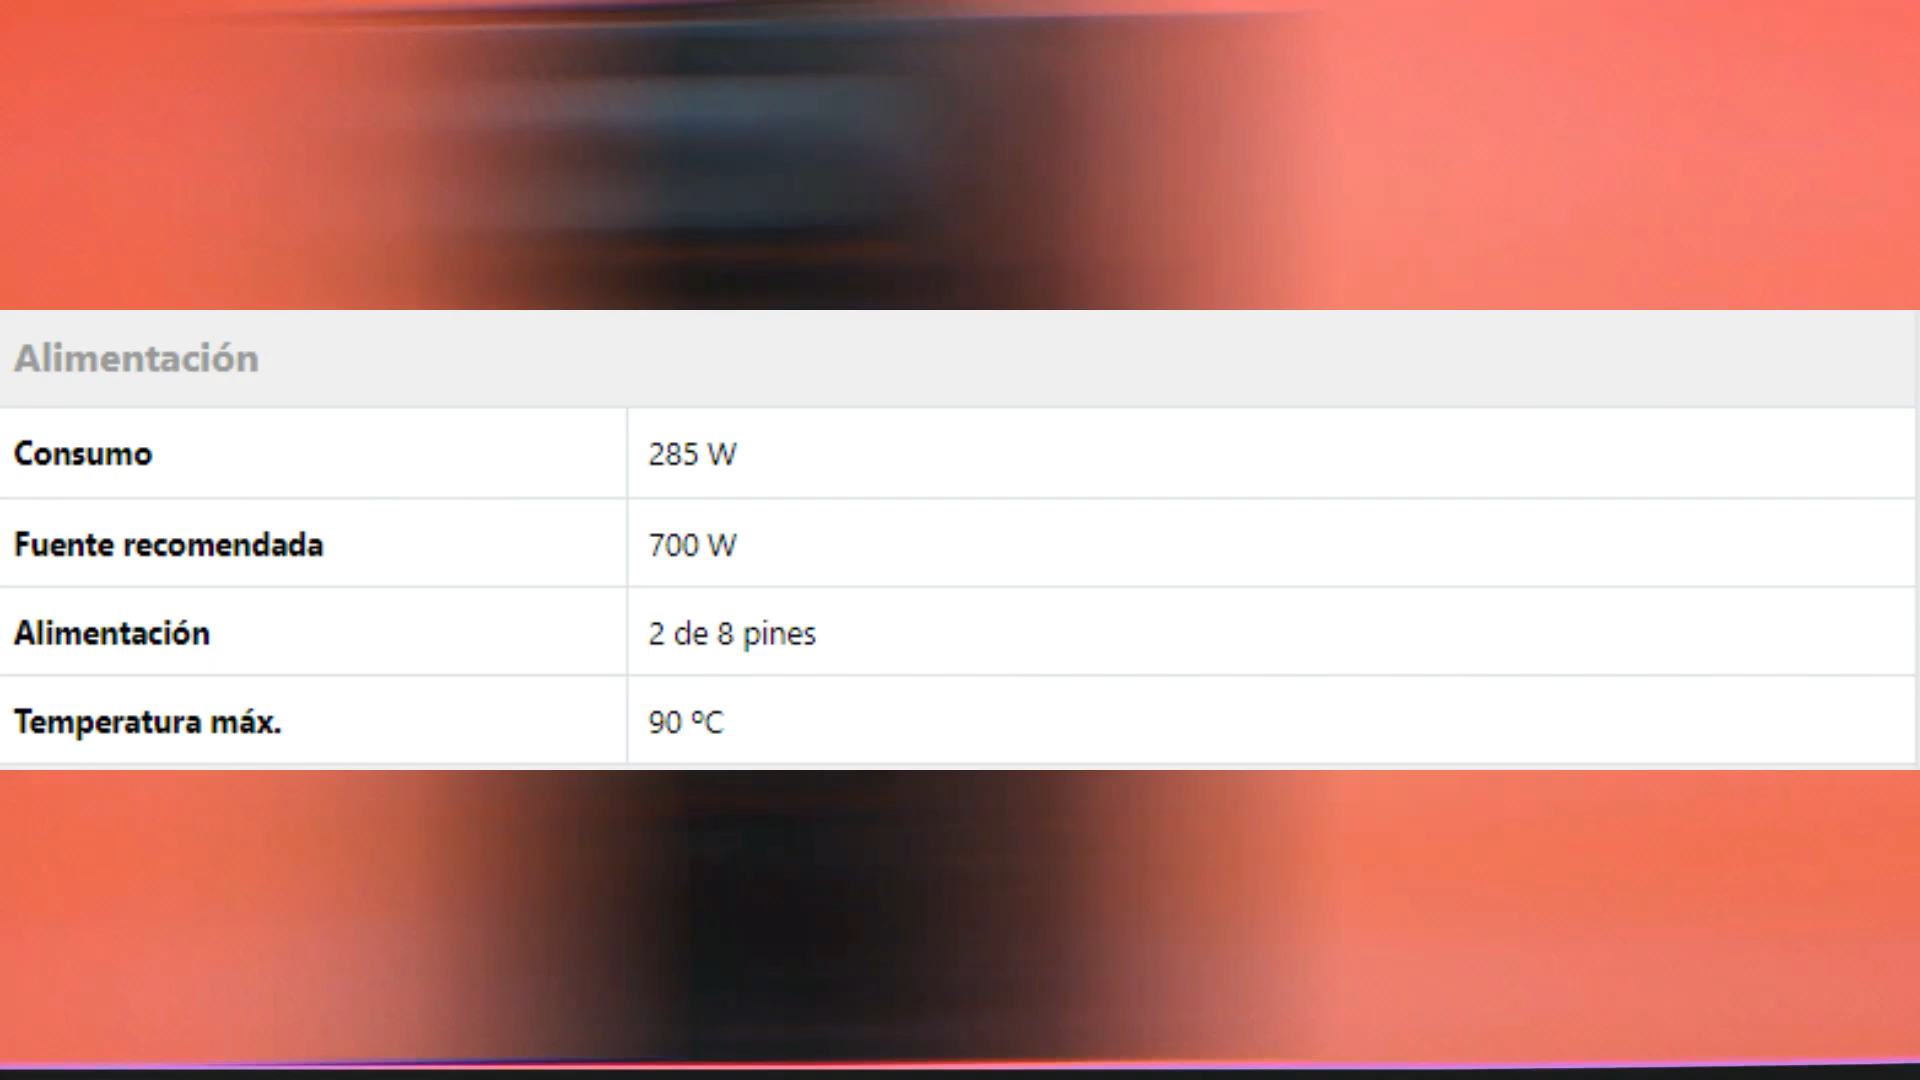 Alimentación
Consumo 285 W
Fuente recomendada 700 W
Alimentación 2 de 8 pines
Temperatura máx. 90 ºC